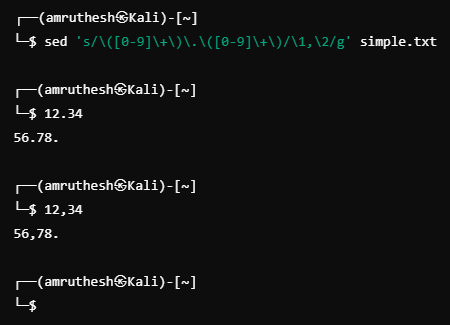 ┌──(amruthesh㉿Kali)-[~]
└─$ sed 's/\([0-9]\+\)\.\([0-9]\+\)/\1,\2/g' simple.txt
┌──(amruthesh㉿Kali)-[~]
└─$ 12.34
56.78.
┌──(amruthesh㉿Kali)-[~]
└─$ 12,34
56,78.
┌──(amruthesh㉿Kali)-[~]
└─$